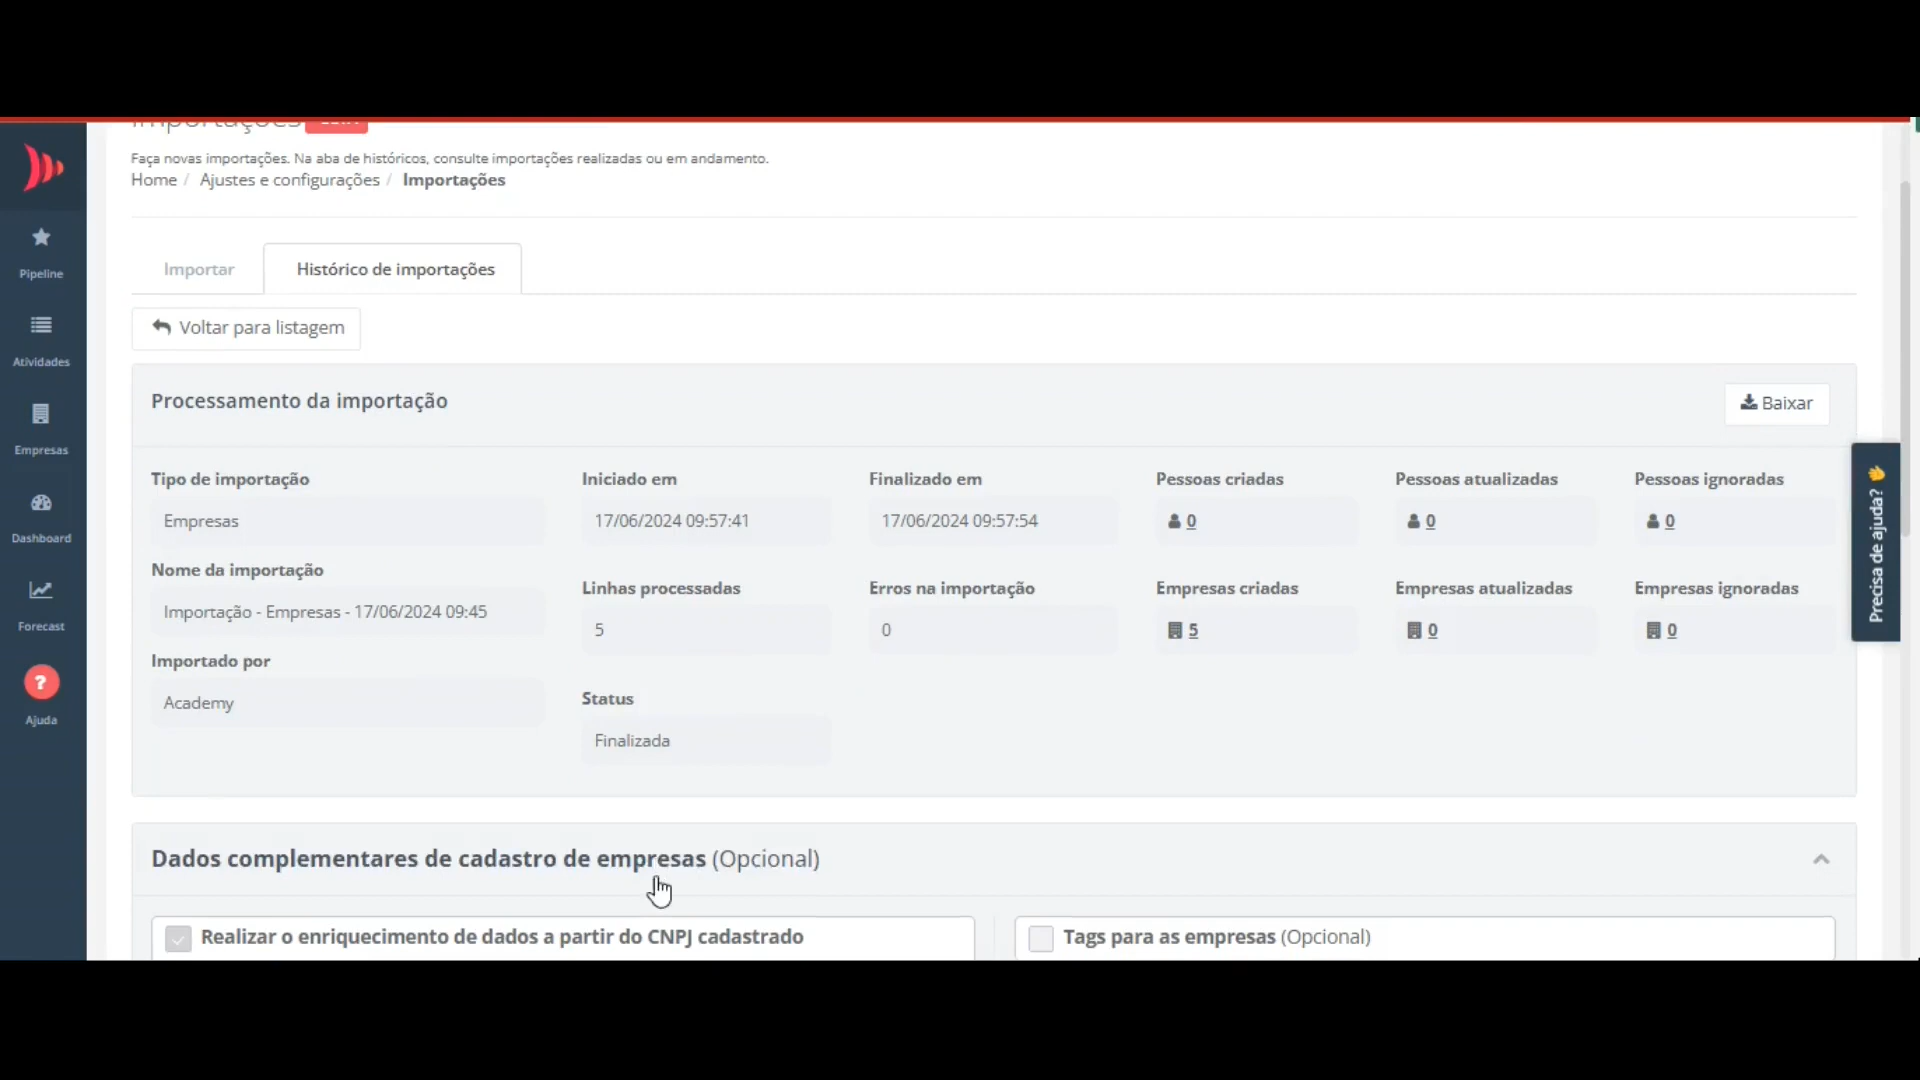 Importações
Faça novas importações. Na aba de históricos, consulte importações realizadas ou em andamento.
Home / Ajustes e configurações / Importações
Importar
Histórico de importações
Voltar para listagem
Processamento da importação
Baixar
Tipo de importação
Empresas
Nome da importação
Importação - Empresas - 17/06/2024 09:45
Importado por
Academy
Iniciado em
17/06/2024 09:57:41
Finalizado em
17/06/2024 09:57:54
Pessoas criadas
0
Pessoas atualizadas
0
Pessoas ignoradas
0
Linhas processadas
5
Erros na importação
0
Empresas criadas
5
Empresas atualizadas
0
Empresas ignoradas
0
Status
Finalizada
Dados complementares de cadastro de empresas (Opcional)
Realizar o enriquecimento de dados a partir do CNPJ cadastrado
Tags para as empresas (Opcional)
Pipeline
Atividades
Empresas
Dashboard
Forecast
?
Ajuda
Precisa de ajuda?